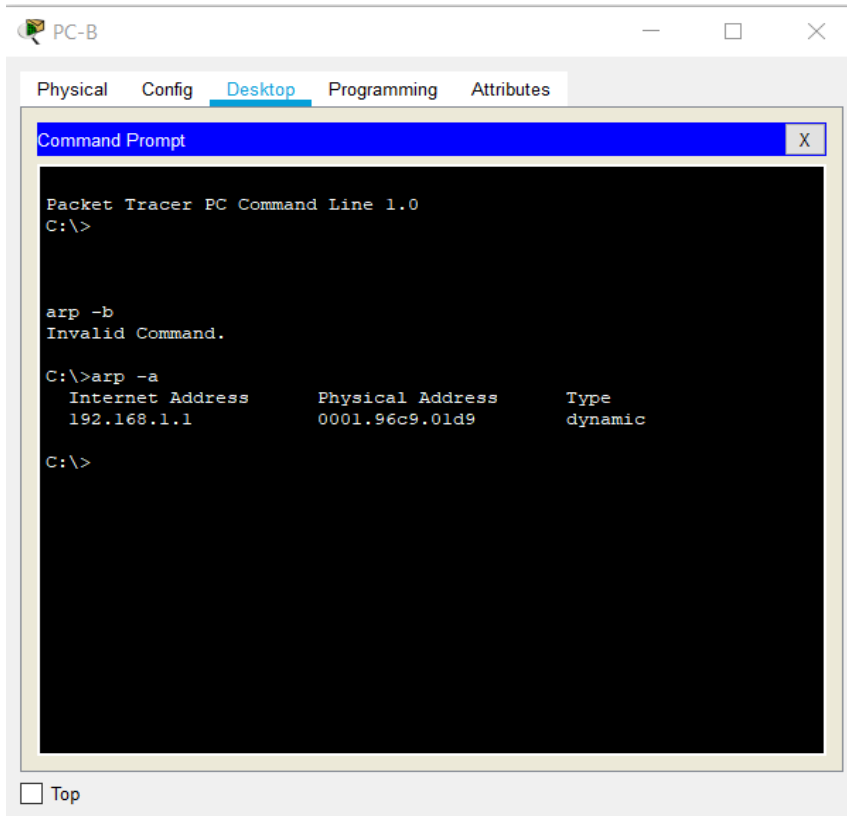 PC-B
Physical Config Desktop Programming Attributes
Command Prompt
X
Packet Tracer PC Command Line 1.0
C:\>
arp -b
Invalid Command.
C:\>arp -a
Internet Address Physical Address Type
192.168.1.1 0001.96c9.01d9 dynamic
C:\>
Top